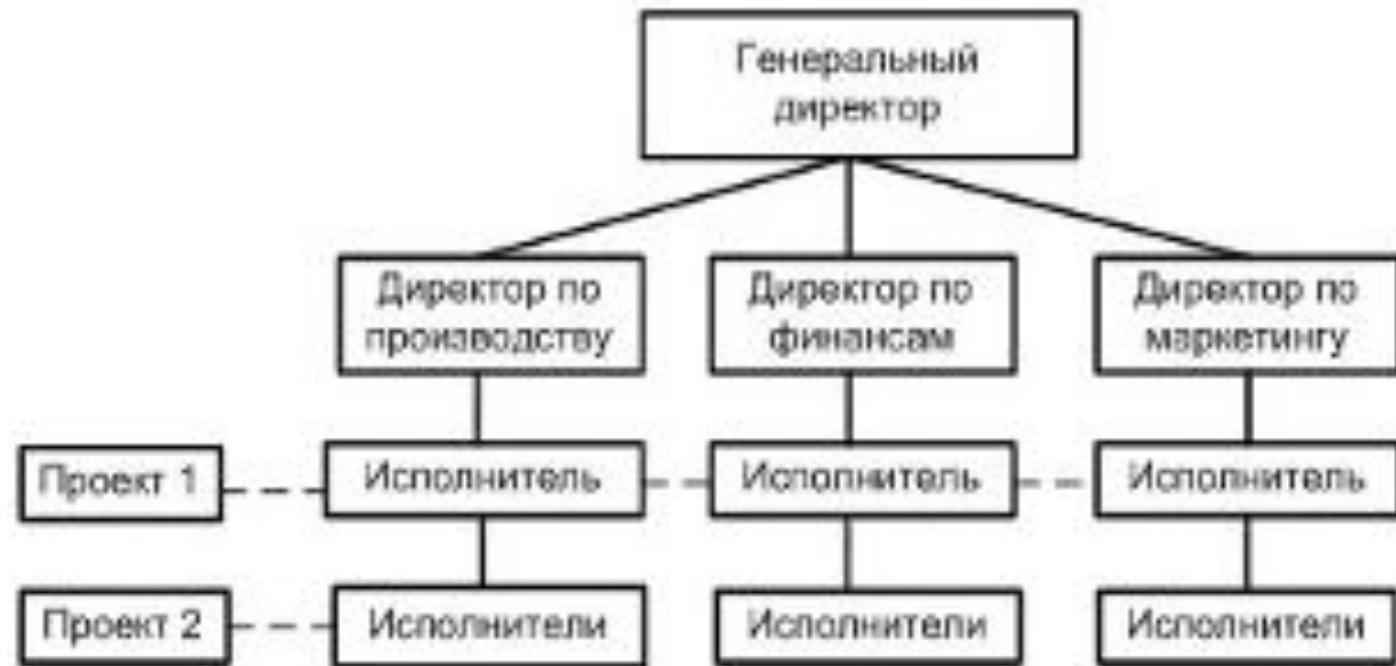 Генеральный
директор
Директор по
производству
Директор по
финансам
Директор по
маркетингу
Проект 1
Исполнитель
Исполнитель
Исполнитель
Проект 2
Исполнители
Исполнители
Исполнители